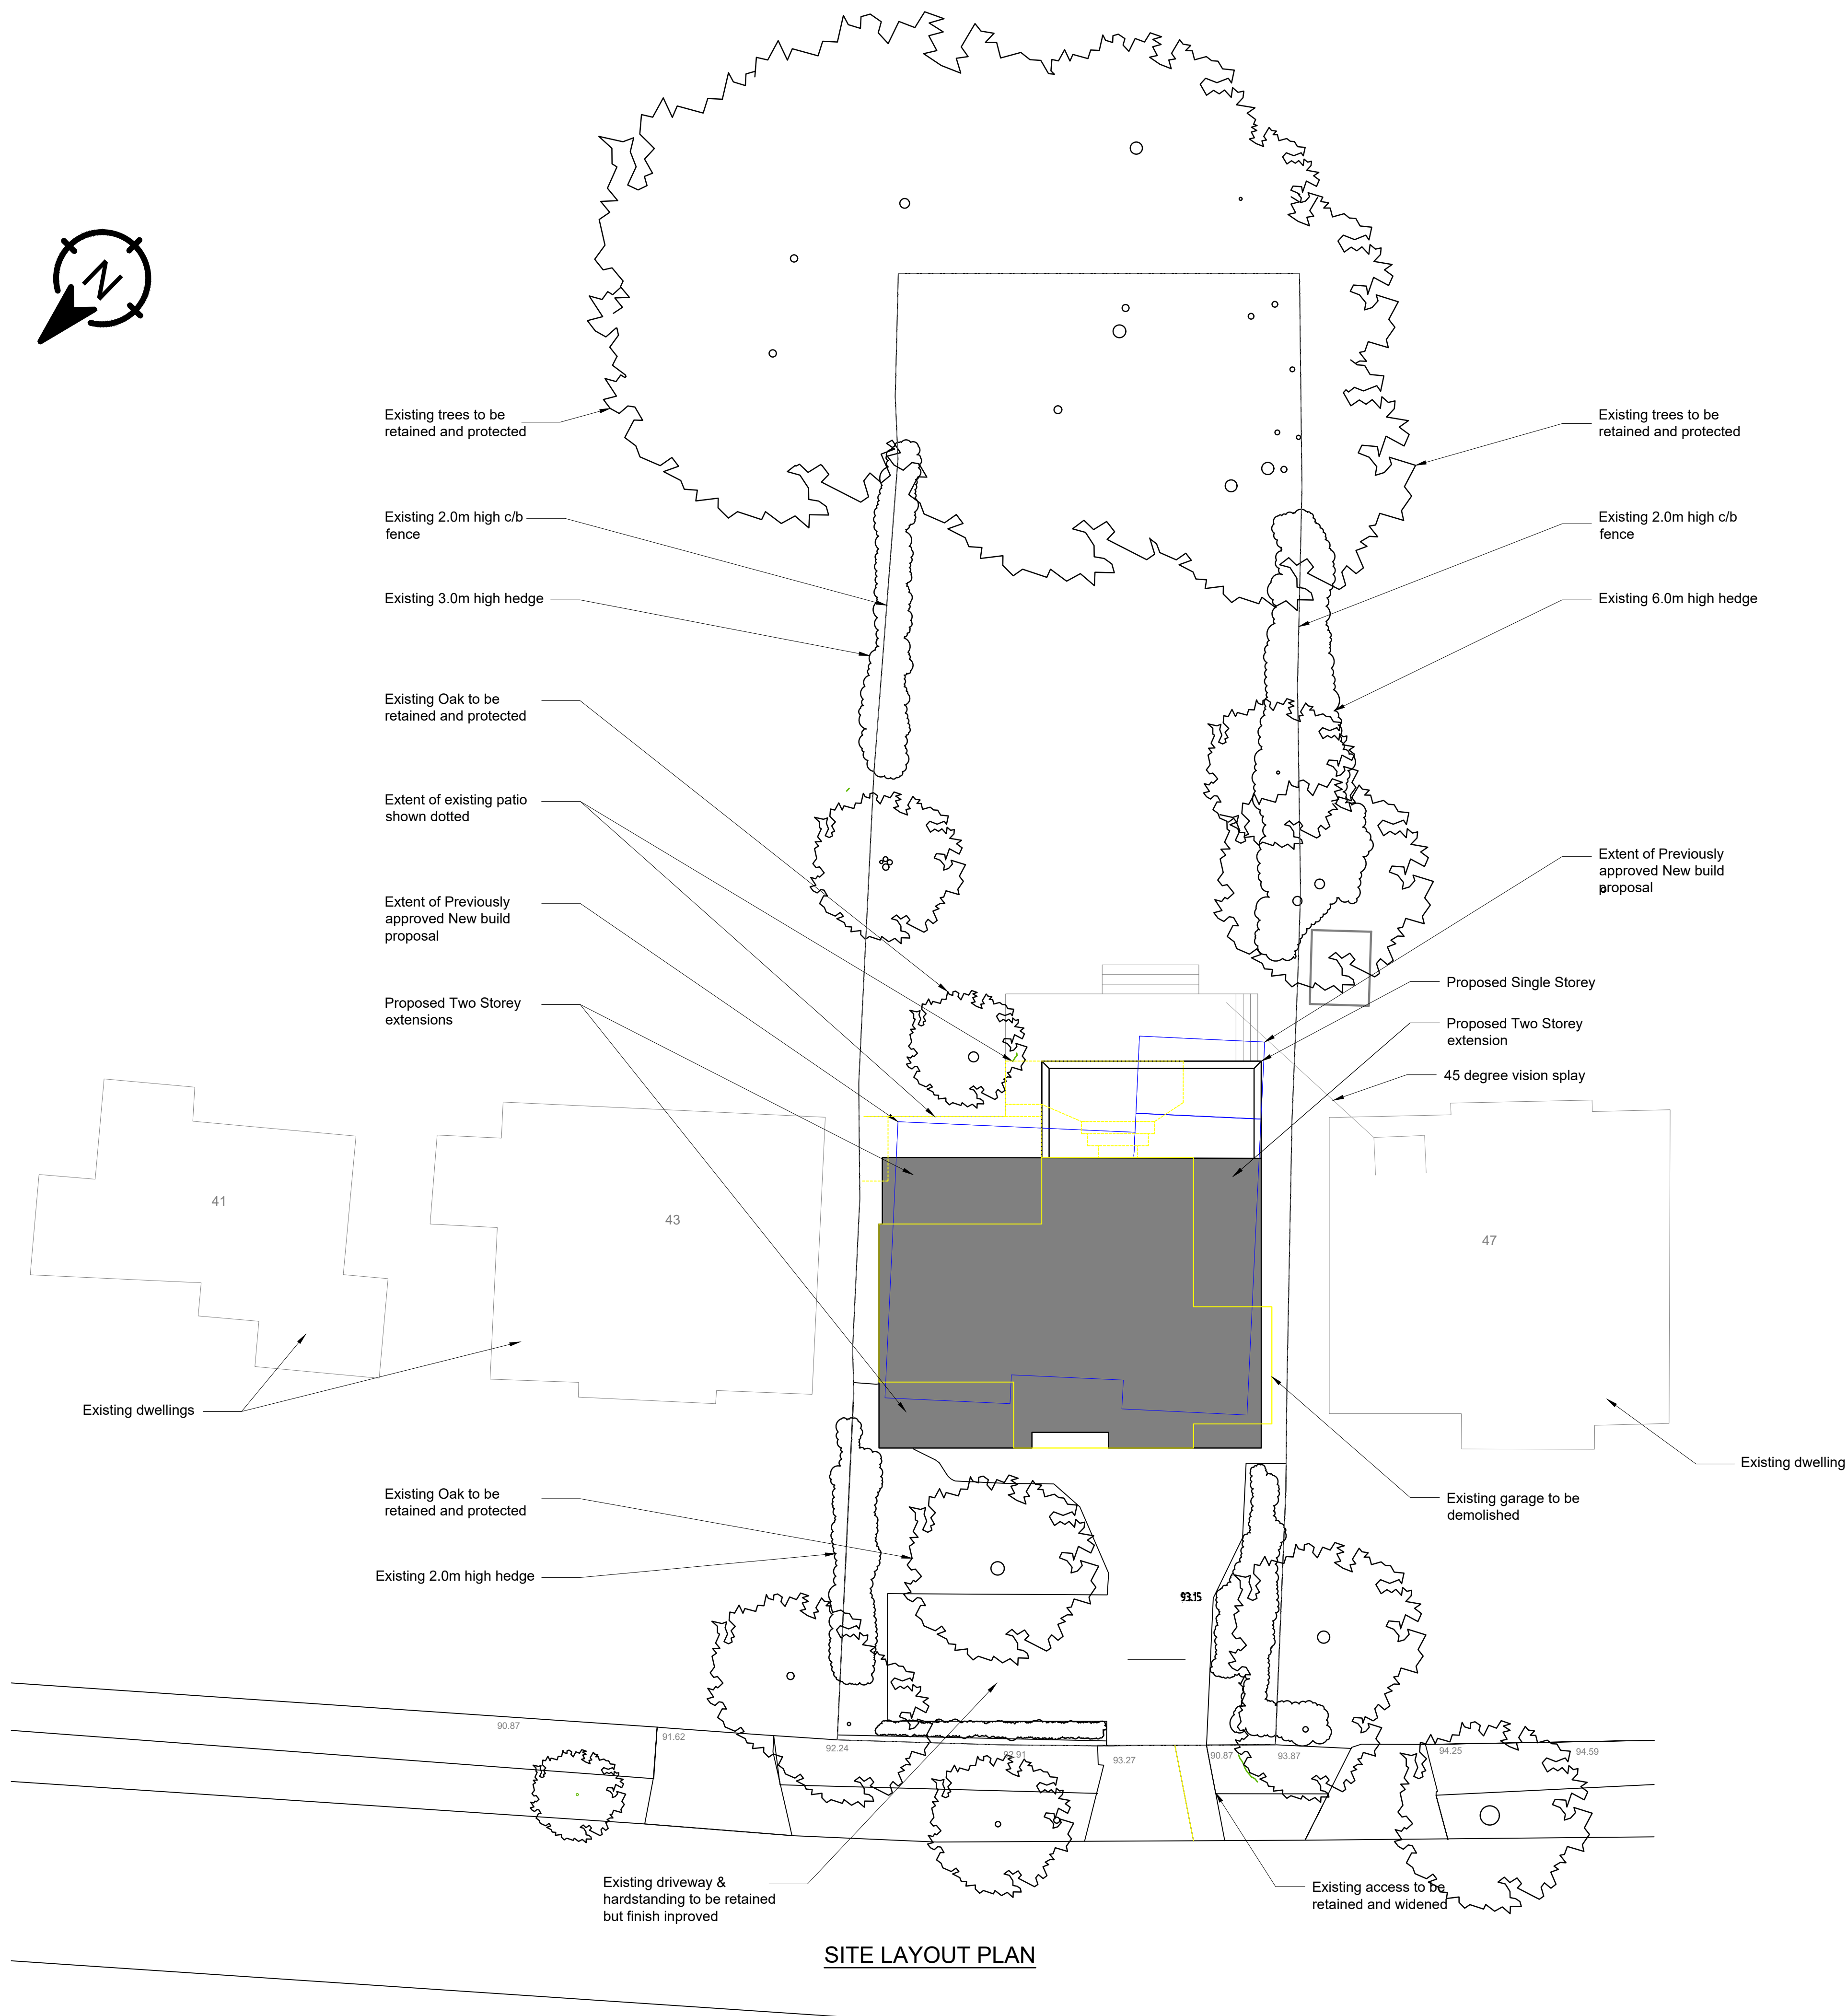 N
Existing trees to be
retained and protected
Existing trees to be
retained and protected
Existing 2.0m high c/b
fence
Existing 2.0m high c/b
fence
Existing 3.0m high hedge
Existing 6.0m high hedge
Existing Oak to be
retained and protected
Extent of existing patio
shown dotted
Extent of Previously
approved New build
proposal
Extent of Previously
approved New build
proposal
Proposed Single Storey
Proposed Two Storey
extensions
Proposed Two Storey
extension
45 degree vision splay
41
43
47
Existing dwellings
Existing dwelling
Existing Oak to be
retained and protected
Existing garage to be
demolished
Existing 2.0m high hedge
93.15
90.87
91.62
92.24
92.91
93.27
90.87
93.87
94.25
94.59
Existing driveway &
hardstanding to be retained
but finish inproved
Existing access to be
retained and widened
SITE LAYOUT PLAN